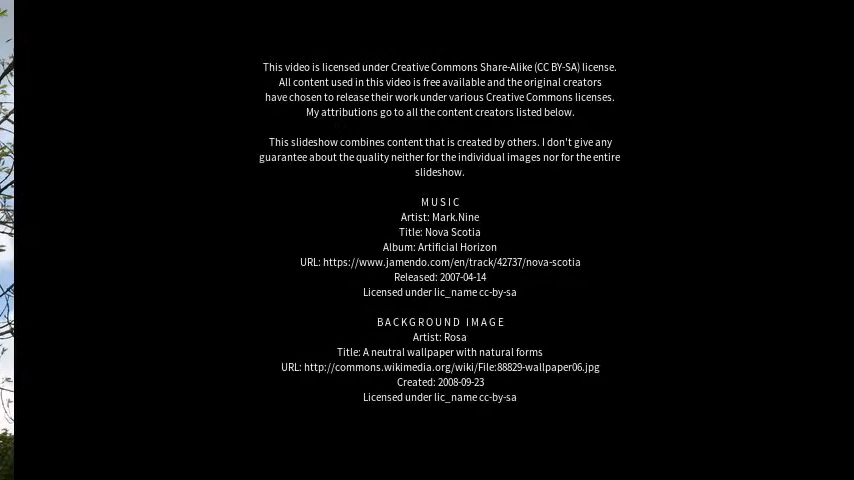 This video is licensed under Creative Commons Share-Alike (CC BY-SA) license.
All content used in this video is free available and the original creators
have chosen to release their work under various Creative Commons licenses.
My attributions go to all the content creators listed below.
This slideshow combines content that is created by others. I don't give any
guarantee about the quality neither for the individual images nor for the entire
slideshow.
MUSIC
Artist: Mark.Nine
Title: Nova Scotia
Album: Artificial Horizon
URL: https://www.jamendo.com/en/track/42737/nova-scotia
Released: 2007-04-14
Licensed under lic_name cc-by-sa
BACKGROUND IMAGE
Artist: Rosa
Title: A neutral wallpaper with natural forms
URL: http://commons.wikimedia.org/wiki/File:88829-wallpaper06.jpg
Created: 2008-09-23
Licensed under lic_name cc-by-sa